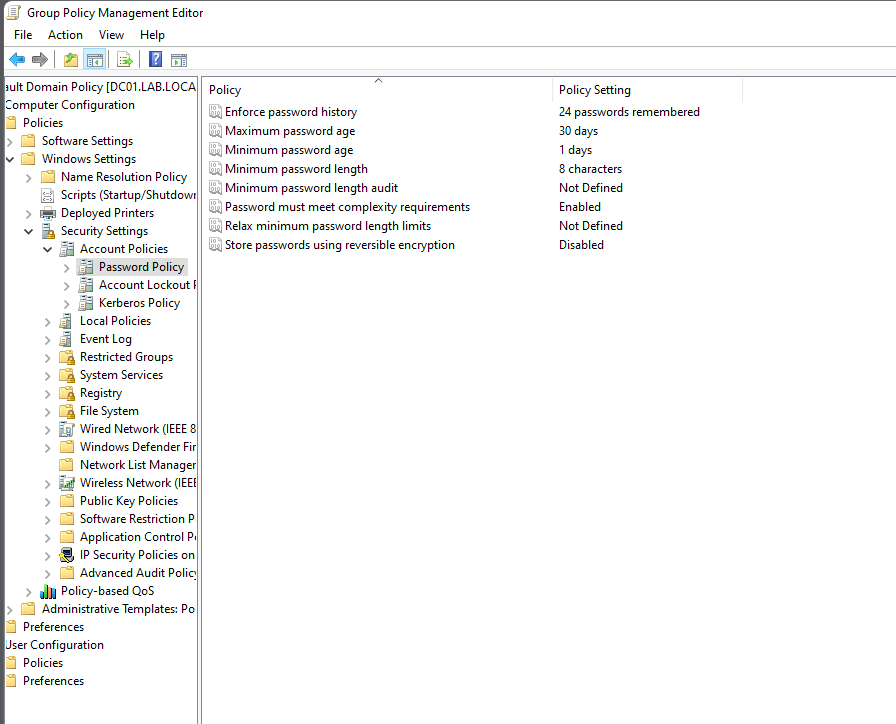 Group Policy Management Editor
File Action View Help
ault Domain Policy [DC01.LAB.LOCA
Computer Configuration
Policies
Software Settings
Windows Settings
Name Resolution Policy
Scripts (Startup/Shutdown
Deployed Printers
Security Settings
Account Policies
Password Policy
Account Lockout P
Kerberos Policy
Local Policies
Event Log
Restricted Groups
System Services
Registry
File System
Wired Network (IEEE 8
Windows Defender Fir
Network List Manager
Wireless Network (IEEE
Public Key Policies
Software Restriction P
Application Control Po
IP Security Policies on
Advanced Audit Policy
Policy-based QoS
Administrative Templates: Po
Preferences
User Configuration
Policies
Preferences
Policy Policy Setting
Enforce password history 24 passwords remembered
Maximum password age 30 days
Minimum password age 1 days
Minimum password length 8 characters
Minimum password length audit Not Defined
Password must meet complexity requirements Enabled
Relax minimum password length limits Not Defined
Store passwords using reversible encryption Disabled